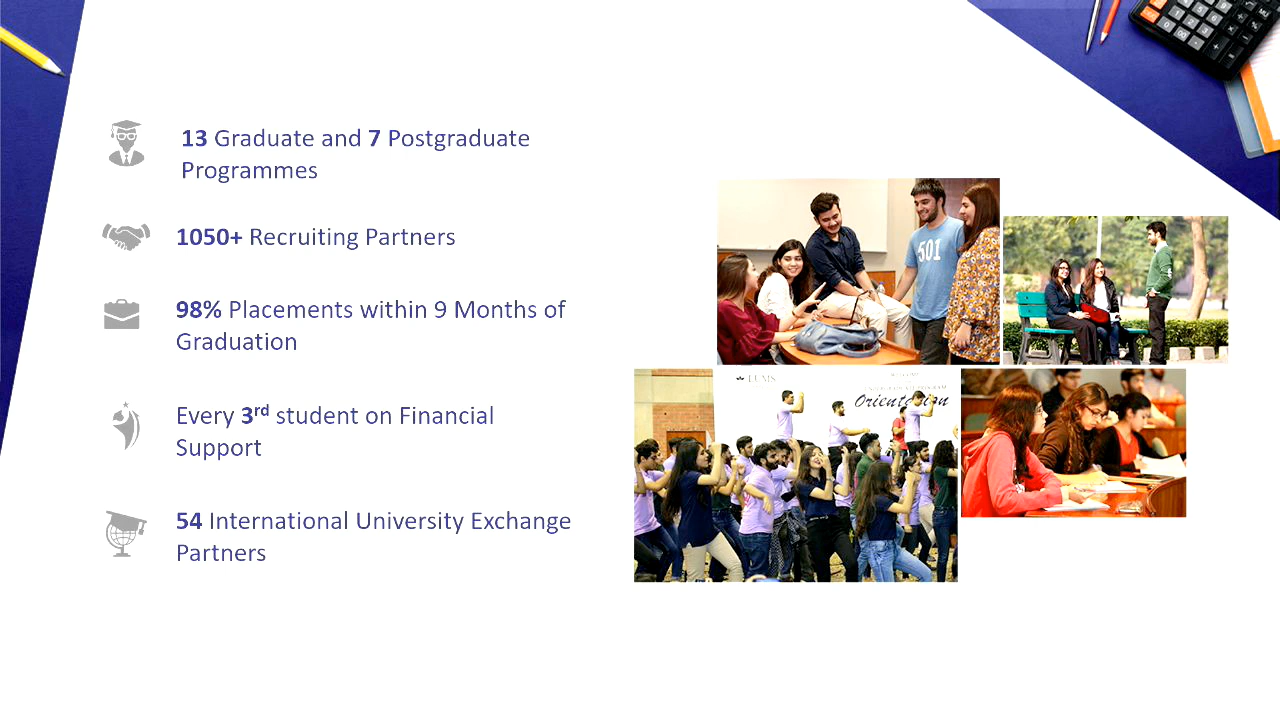 13 Graduate and 7 Postgraduate
Programmes
1050+ Recruiting Partners
98% Placements within 9 Months of
Graduation
Every 3rd student on Financial
Support
54 International University Exchange
Partners
501
LUMS
Orientation